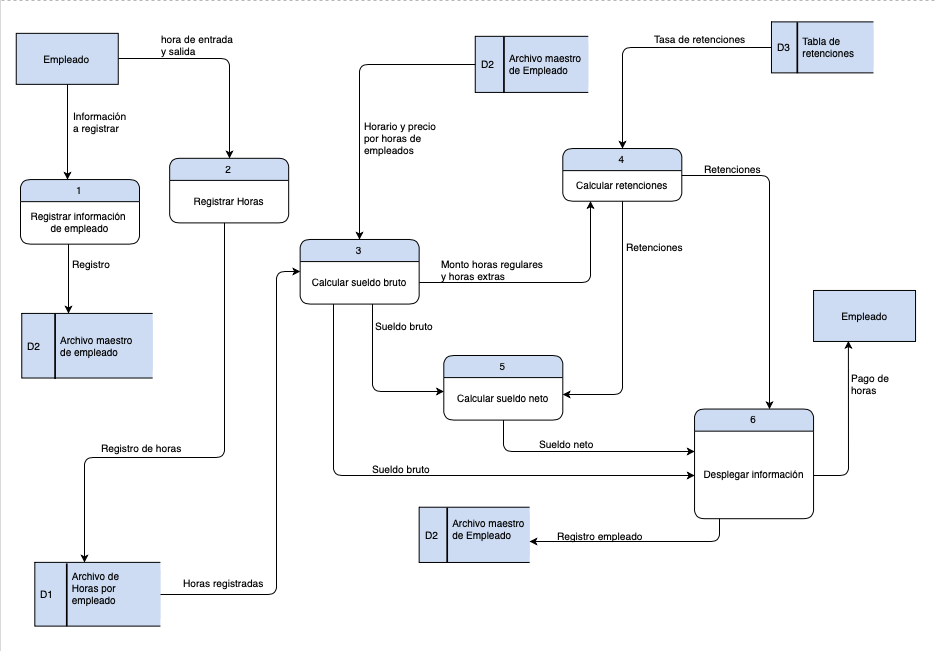 Empleado
hora de entrada
y salida
Información
a registrar
1
Registrar información
de empleado
Registro
D2
Archivo maestro
de empleado
2
Registrar Horas
Registro de horas
D1
Archivo de
Horas por
empleado
Horas registradas
D2
Archivo maestro
de Empleado
Horario y precio
por horas de
empleados
3
Calcular sueldo bruto
Monto horas regulares
y horas extras
Sueldo bruto
Sueldo bruto
D3
Tabla de
retenciones
Tasa de retenciones
4
Calcular retenciones
Retenciones
Retenciones
5
Calcular sueldo neto
Sueldo neto
6
Desplegar información
Pago de
horas
Empleado
Registro empleado
D2
Archivo maestro
de Empleado